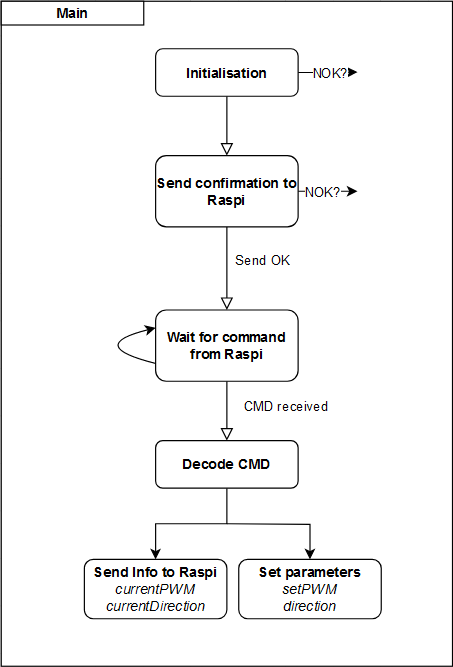 Main
Initialisation
NOK?
Send confirmation to
Raspi
NOK?
Send OK
Wait for command
from Raspi
CMD received
Decode CMD
Send Info to Raspi
currentPWM
currentDirection
Set parameters
setPWM
direction